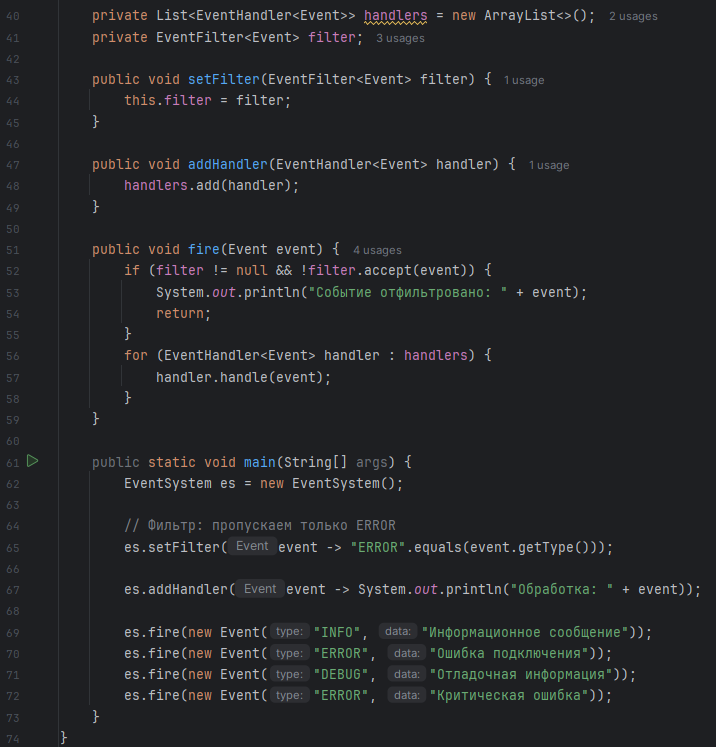 40 private List<EventHandler<Event>> handlers = new ArrayList<>(); 2 usages
41 private EventFilter<Event> filter; 3 usages
42
43 public void setFilter(EventFilter<Event> filter) { 1 usage
44 this.filter = filter;
45 }
46
47 public void addHandler(EventHandler<Event> handler) { 1 usage
48 handlers.add(handler);
49 }
50
51 public void fire(Event event) { 4 usages
52 if (filter != null && !filter.accept(event)) {
53 System.out.println("Событие отфильтровано: " + event);
54 return;
55 }
56 for (EventHandler<Event> handler : handlers) {
57 handler.handle(event);
58 }
59 }
60
61 public static void main(String[] args) {
62 EventSystem es = new EventSystem();
63
64 // Фильтр: пропускаем только ERROR
65 es.setFilter( Event event -> "ERROR".equals(event.getType()));
66
67 es.addHandler( Event event -> System.out.println("Обработка: " + event));
68
69 es.fire(new Event( type: "INFO", data: "Информационное сообщение"));
70 es.fire(new Event( type: "ERROR", data: "Ошибка подключения"));
71 es.fire(new Event( type: "DEBUG", data: "Отладочная информация"));
72 es.fire(new Event( type: "ERROR", data: "Критическая ошибка"));
73 }
74 }